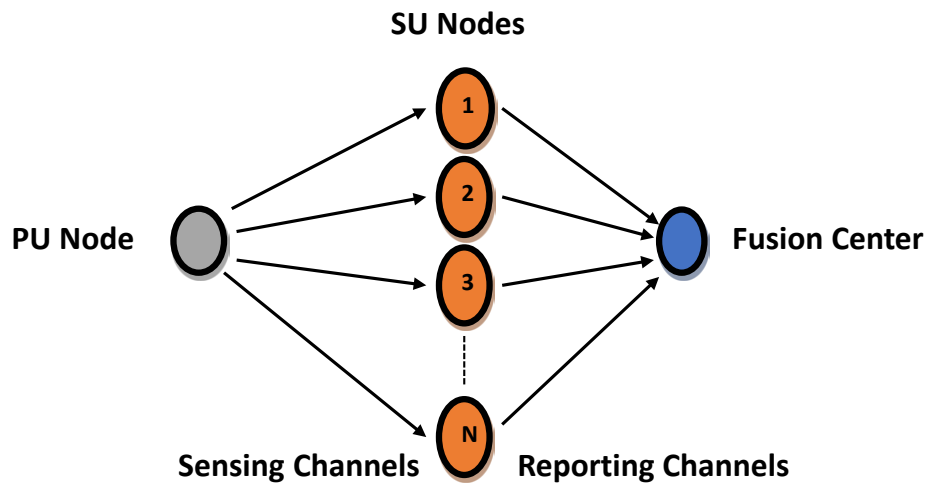 SU Nodes
1
2
PU Node
Fusion Center
3
N
Sensing Channels
Reporting Channels